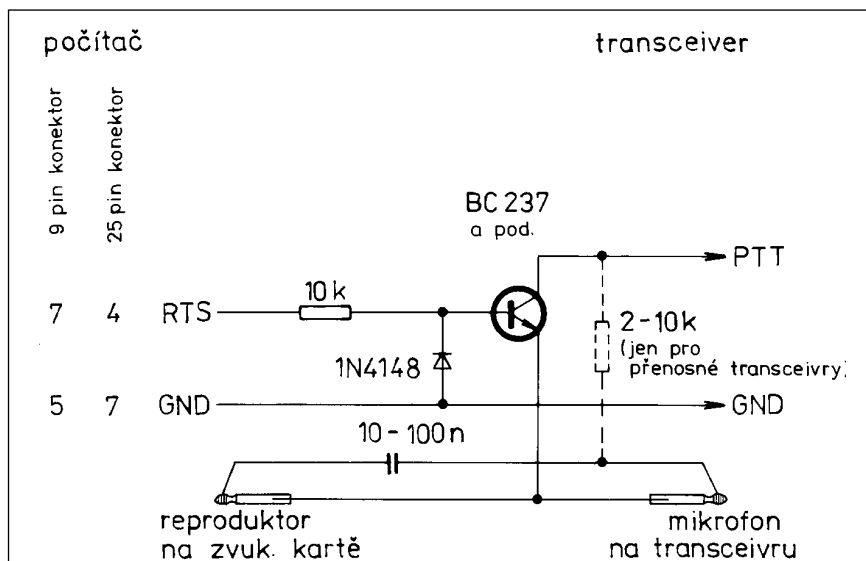 počítač
transceiver
9 pin konektor
25 pin konektor
BC 237
a pod.
PTT
10k
7 4 RTS
2-10k
(jen pro
přenosné transceivry)
1N4148
5 7 GND
GND
10-100n
reproduktor
na zvuk. kartě
mikrofon
na transceivru